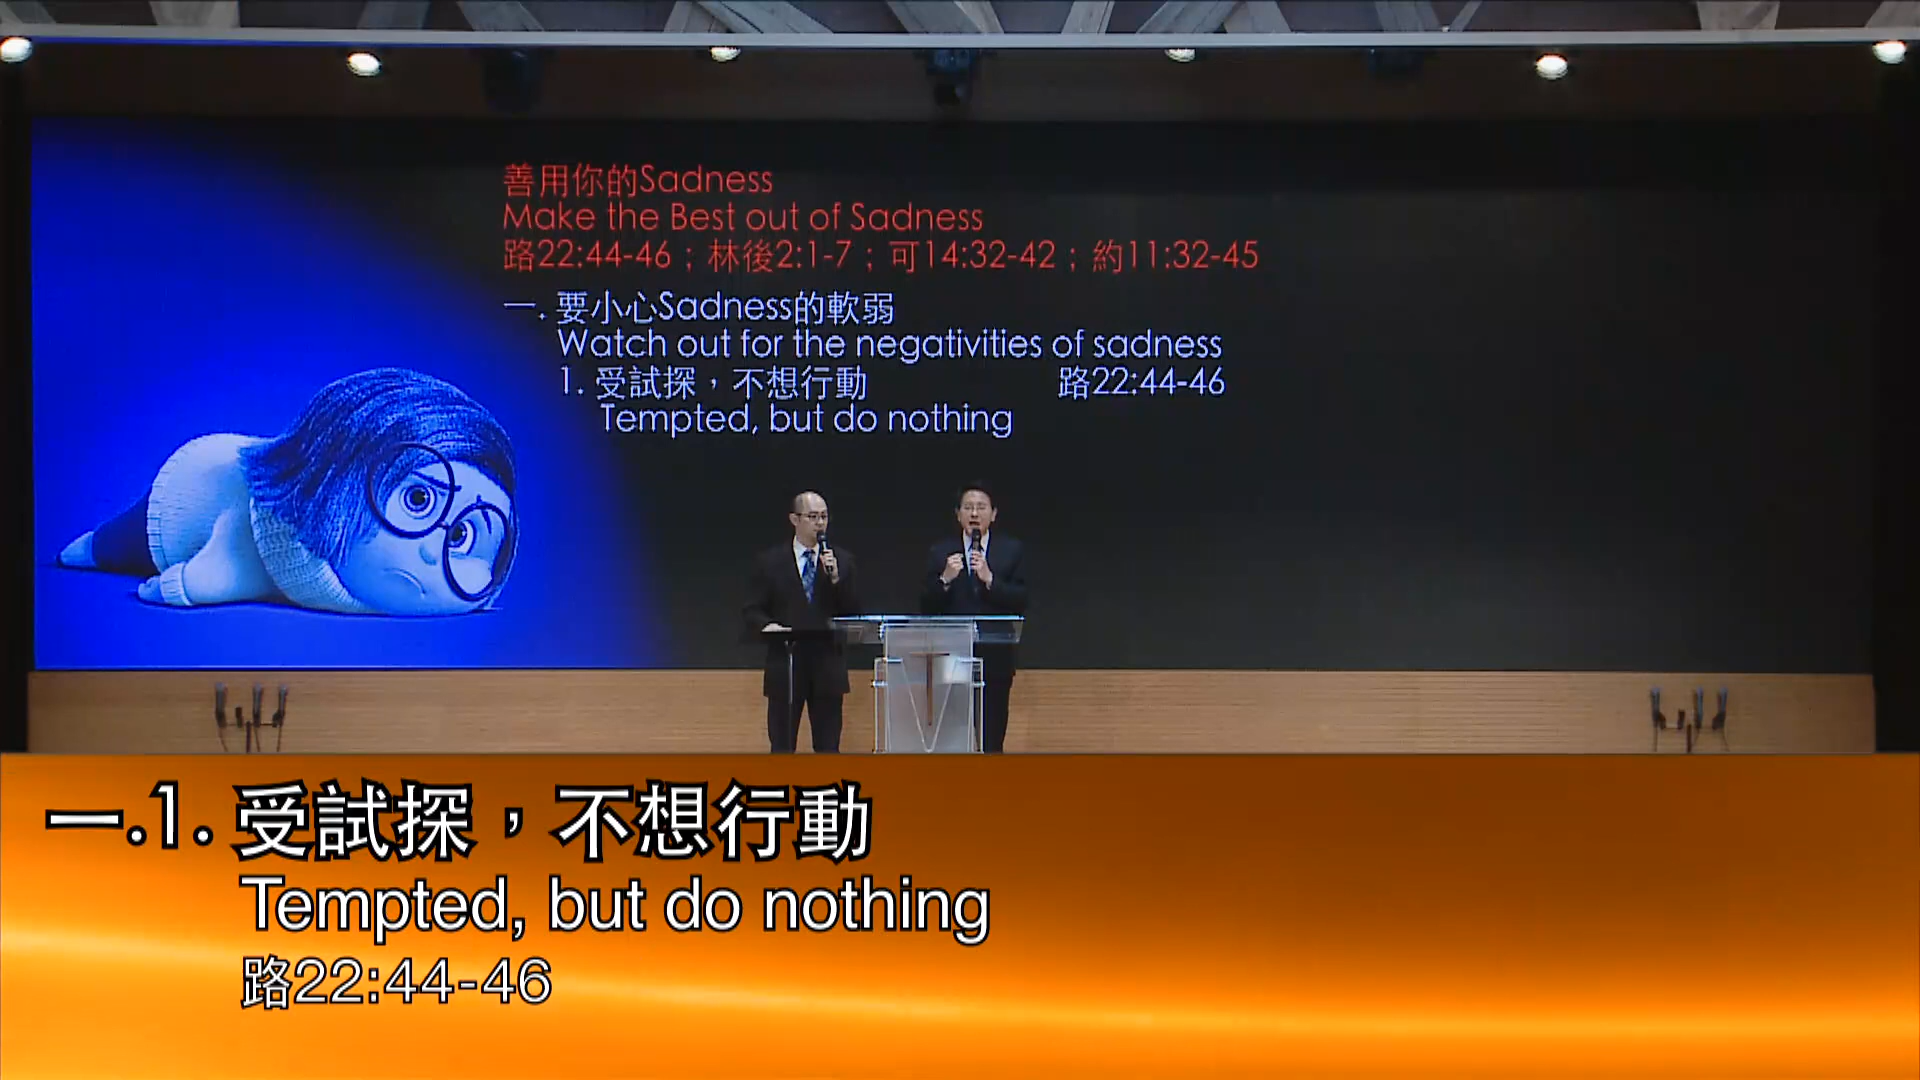 善用你的Sadness
Make the Best out of Sadness
路22:44-46；林後2:1-7；可14:32-42；約11:32-45
一. 要小心Sadness的軟弱
Watch out for the negativities of sadness
1. 受試探，不想行動 路22:44-46
Tempted, but do nothing
一.1. 受試探，不想行動
Tempted, but do nothing
路22:44-46